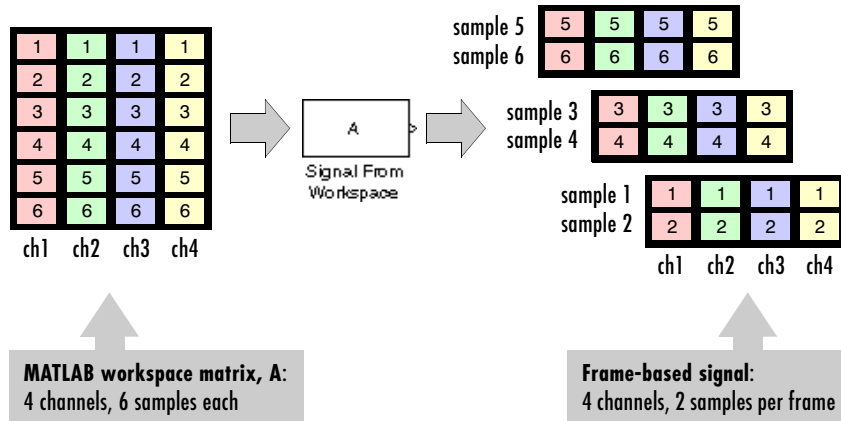 1 1 1 1
2 2 2 2
3 3 3 3
4 4 4 4
5 5 5 5
6 6 6 6
ch1 ch2 ch3 ch4
A
Signal From
Workspace
sample 5 5 5 5 5
sample 6 6 6 6 6
sample 3 3 3 3 3
sample 4 4 4 4 4
sample 1 1 1 1 1
sample 2 2 2 2 2
ch1 ch2 ch3 ch4
MATLAB workspace matrix, A:
4 channels, 6 samples each
Frame-based signal:
4 channels, 2 samples per frame